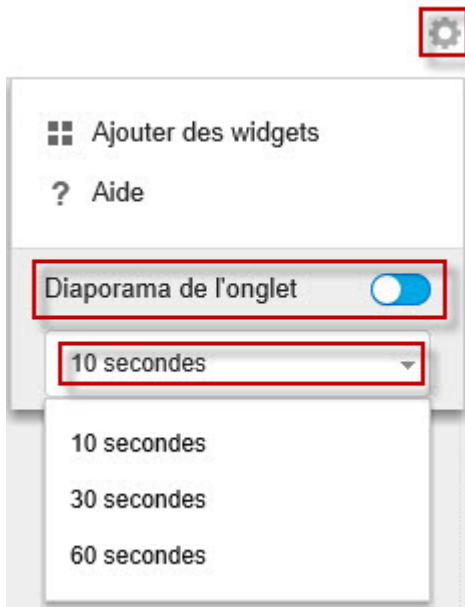 Ajouter des widgets
? Aide
Diaporama de l'onglet
10 secondes
10 secondes
30 secondes
60 secondes